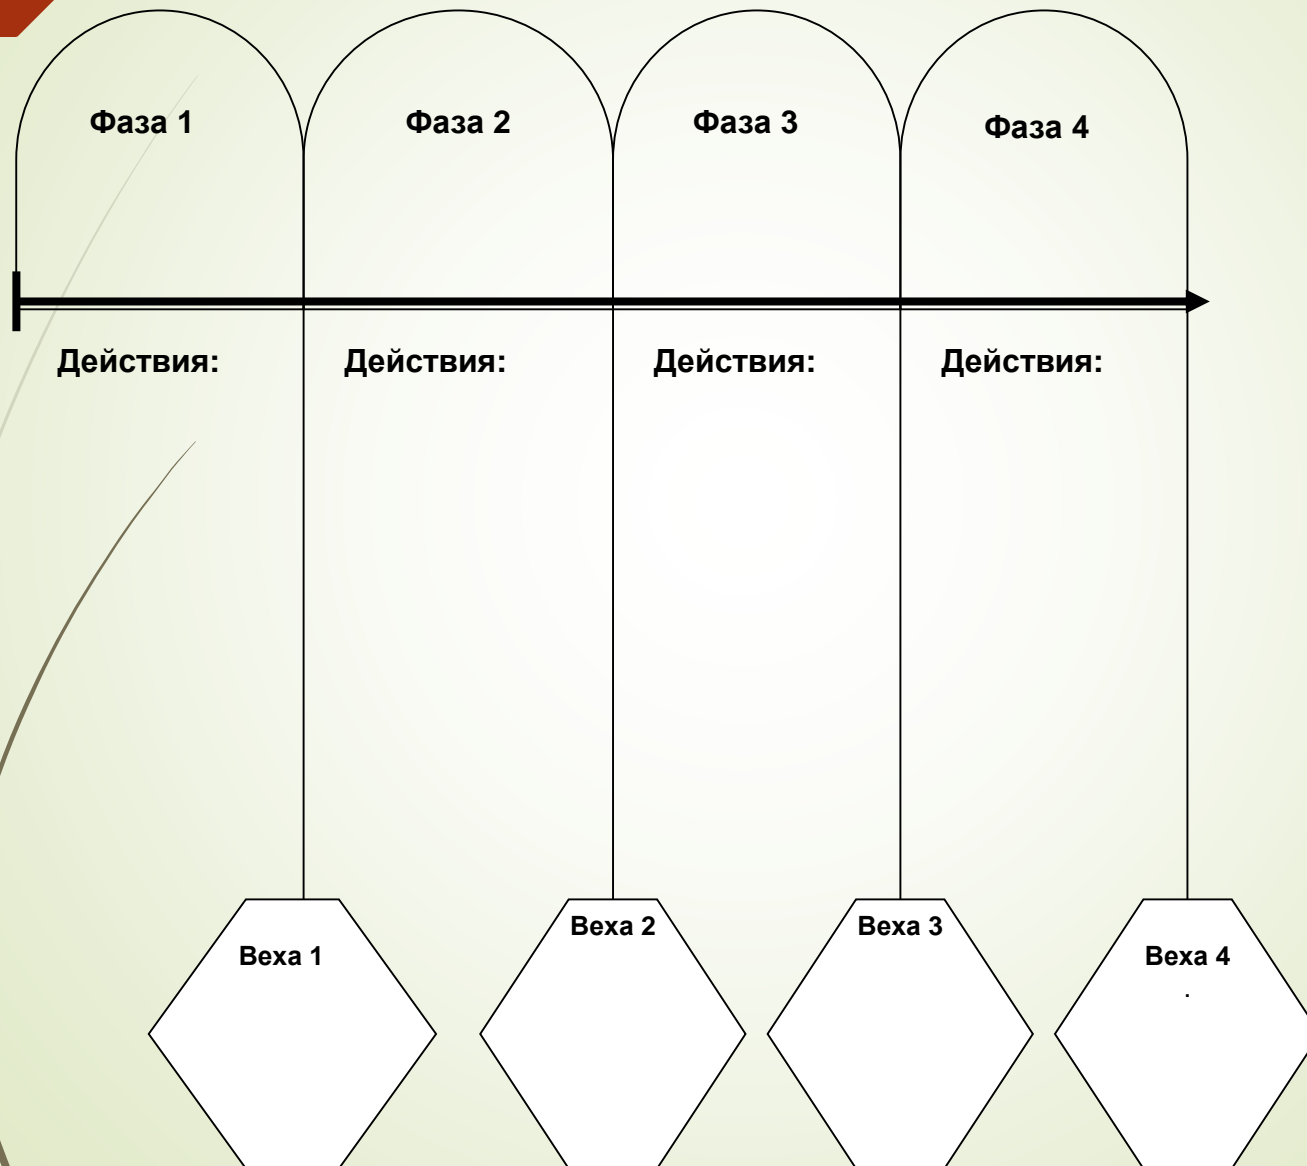 Фаза 1
Фаза 2
Фаза 3
Фаза 4
Действия:
Действия:
Действия:
Действия:
Веха 1
Веха 2
Веха 3
Веха 4
.